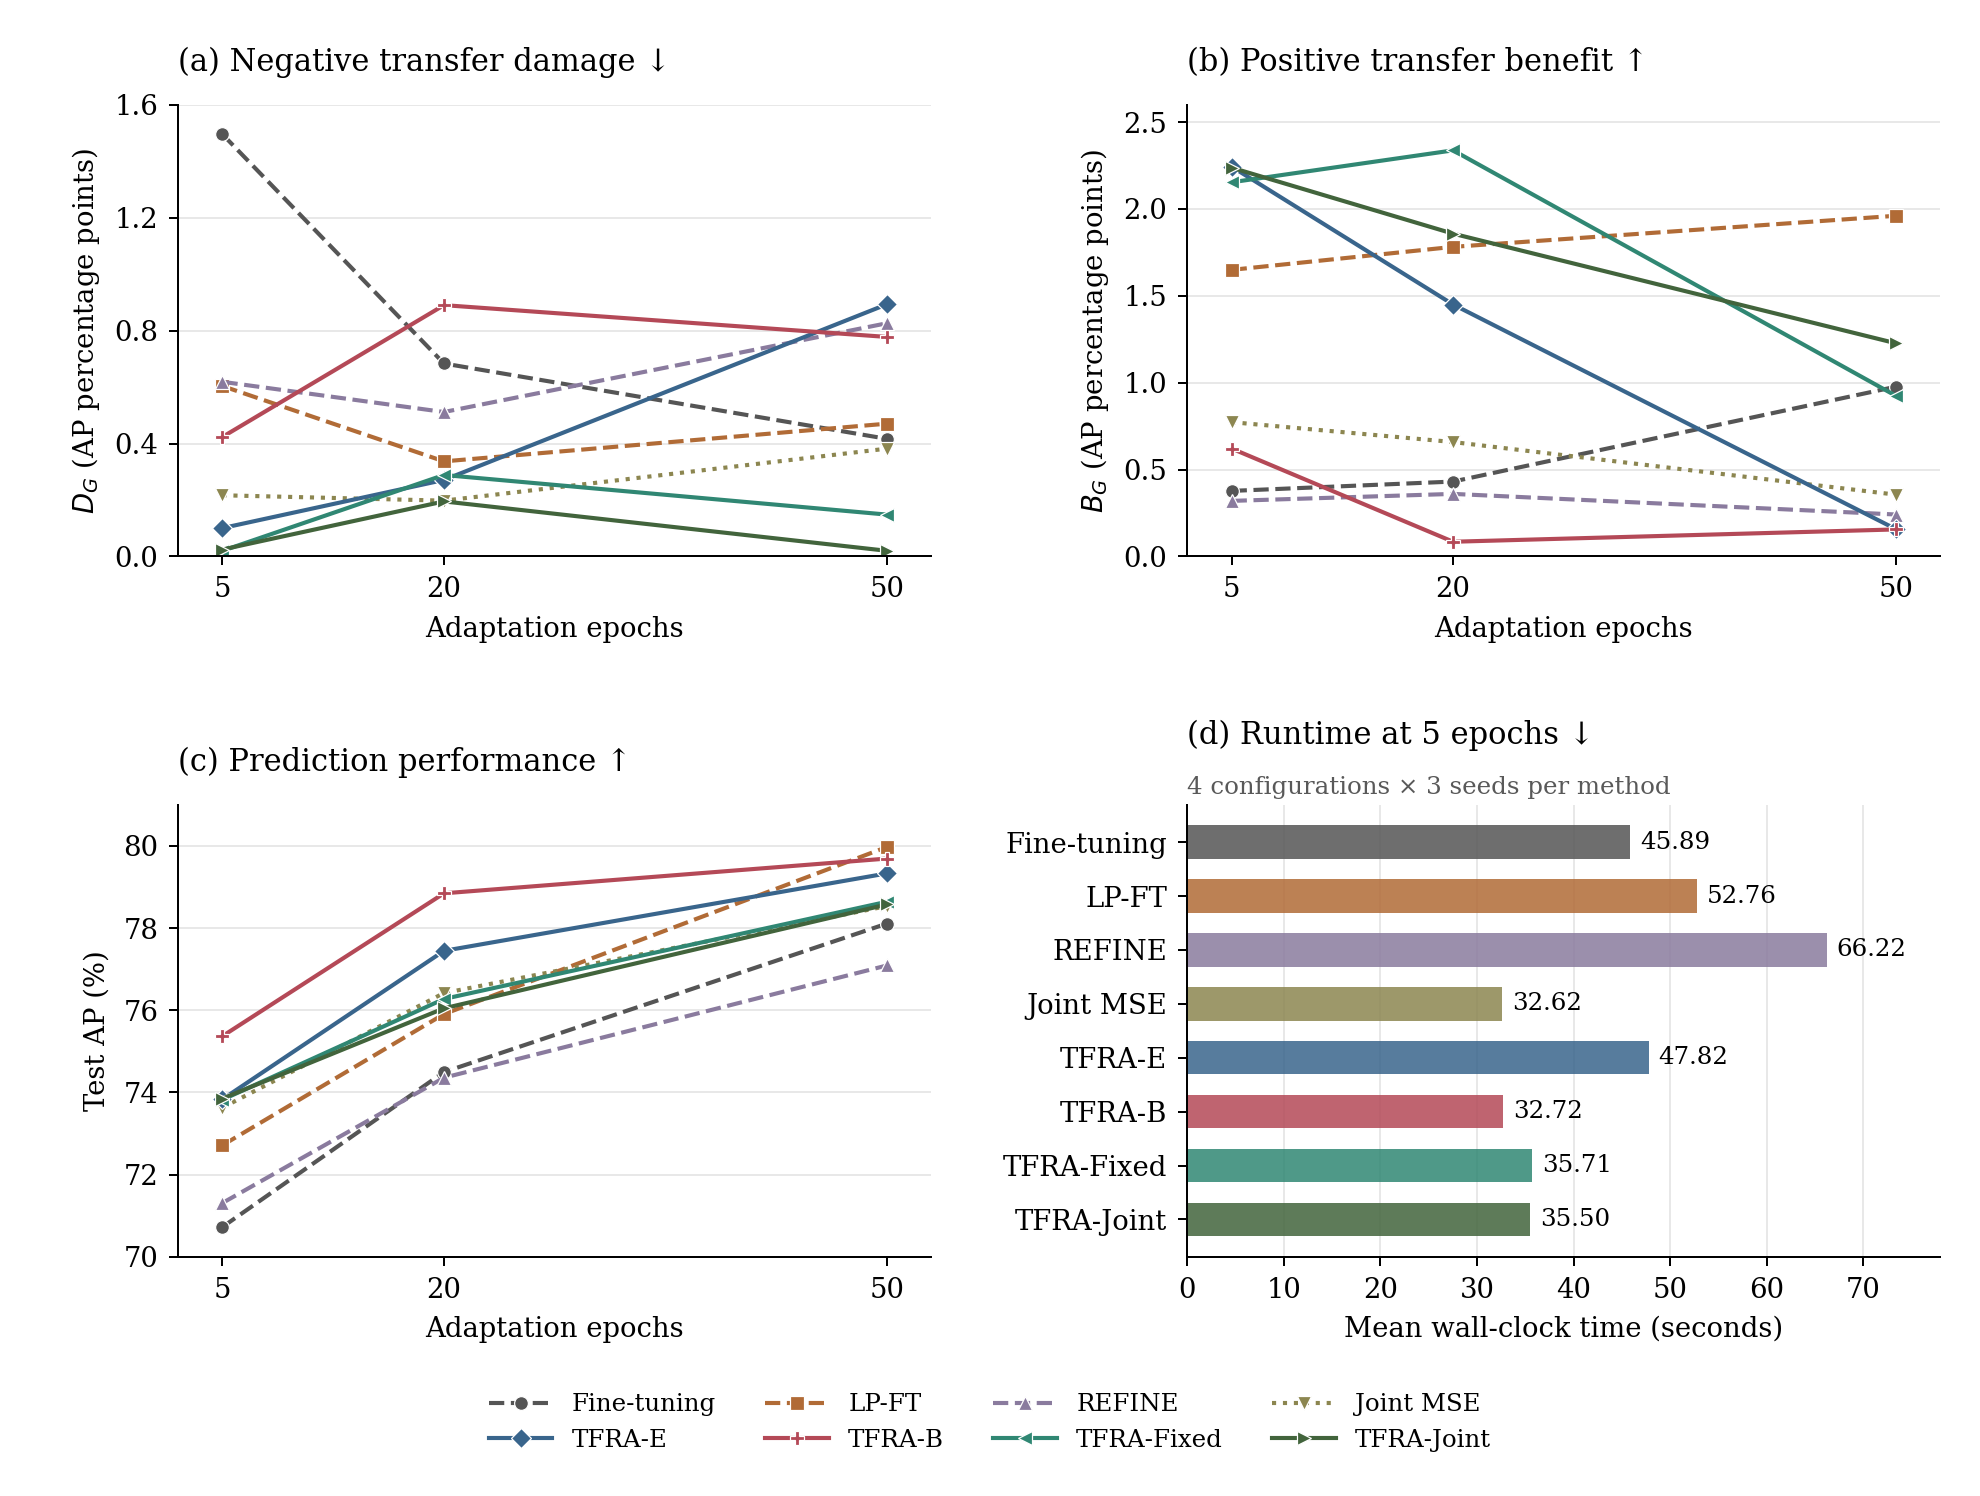 (a) Negative transfer damage ↓
1.6
1.2
0.8
0.4
0.0
D_G (AP percentage points)
5 20 50
Adaptation epochs
(b) Positive transfer benefit ↑
2.5
2.0
1.5
1.0
0.5
0.0
B_G (AP percentage points)
5 20 50
Adaptation epochs
(c) Prediction performance ↑
80
78
76
74
72
70
Test AP (%)
5 20 50
Adaptation epochs
(d) Runtime at 5 epochs ↓
4 configurations × 3 seeds per method
Fine-tuning 45.89
LP-FT 52.76
REFINE 66.22
Joint MSE 32.62
TFRA-E 47.82
TFRA-B 32.72
TFRA-Fixed 35.71
TFRA-Joint 35.50
0 10 20 30 40 50 60 70
Mean wall-clock time (seconds)
Fine-tuning LP-FT REFINE Joint MSE
TFRA-E TFRA-B TFRA-Fixed TFRA-Joint